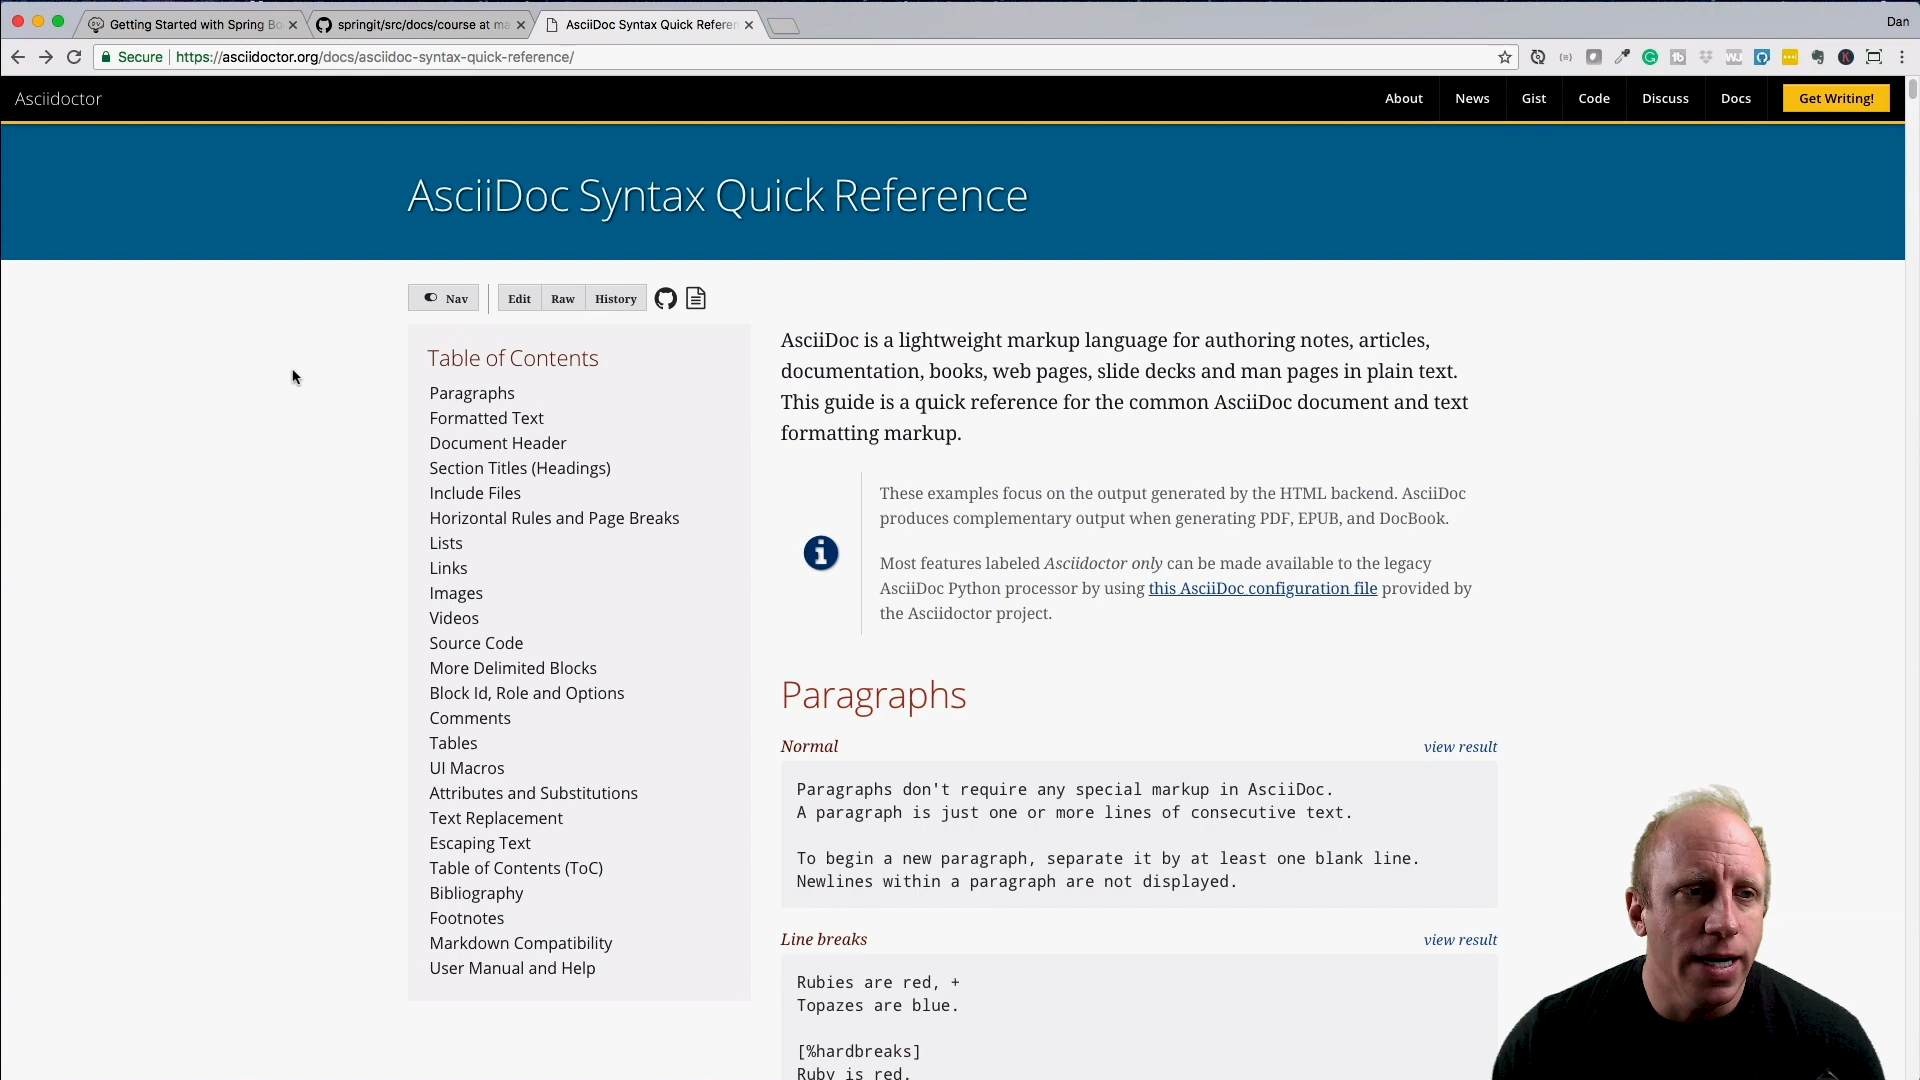 Getting Started with Spring Bo
springit/src/docs/course at ma
AsciiDoc Syntax Quick Referen
Dan
Secure
https://asciidoctor.org/docs/asciidoc-syntax-quick-reference/
Asciidoctor
About
News
Gist
Code
Discuss
Docs
Get Writing!
AsciiDoc Syntax Quick Reference
Nav
Edit
Raw
History
Table of Contents
Paragraphs
Formatted Text
Document Header
Section Titles (Headings)
Include Files
Horizontal Rules and Page Breaks
Lists
Links
Images
Videos
Source Code
More Delimited Blocks
Block Id, Role and Options
Comments
Tables
UI Macros
Attributes and Substitutions
Text Replacement
Escaping Text
Table of Contents (ToC)
Bibliography
Footnotes
Markdown Compatibility
User Manual and Help
AsciiDoc is a lightweight markup language for authoring notes, articles,
documentation, books, web pages, slide decks and man pages in plain text.
This guide is a quick reference for the common AsciiDoc document and text
formatting markup.
These examples focus on the output generated by the HTML backend. AsciiDoc
produces complementary output when generating PDF, EPUB, and DocBook.
Most features labeled Asciidoctor only can be made available to the legacy
AsciiDoc Python processor by using this AsciiDoc configuration file provided by
the Asciidoctor project.
Paragraphs
Normal
view result
Paragraphs don't require any special markup in AsciiDoc.
A paragraph is just one or more lines of consecutive text.
To begin a new paragraph, separate it by at least one blank line.
Newlines within a paragraph are not displayed.
Line breaks
view result
Rubies are red, +
Topazes are blue.
[%hardbreaks]
Ruby is red.